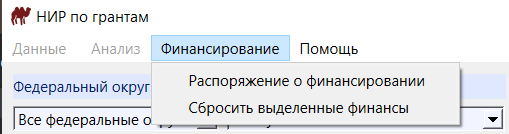 НИР по грантам
Данные Анализ Финансирование Помощь
Распоряжение о финансировании
Федеральный округ
Сбросить выделенные финансы
Все федеральные